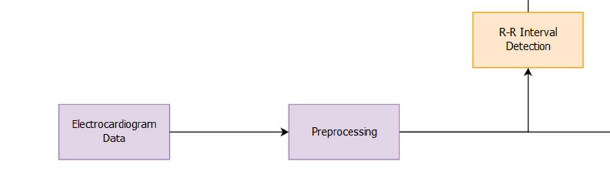 R-R Interval
Detection
Electrocardiogram
Data
Preprocessing